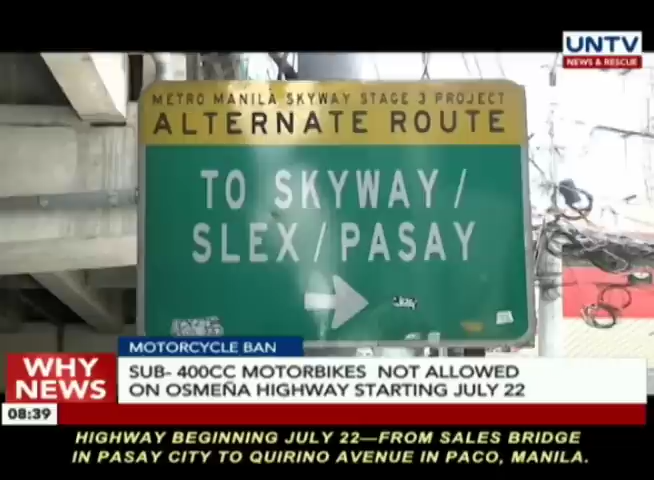 UNTV
NEWS & RESCUE
METRO MANILA SKYWAY STAGE 3 PROJECT
ALTERNATE ROUTE
TO SKYWAY/
SLEX/PASAY
MOTORCYCLE BAN
WHY
NEWS
SUB- 400CC MOTORBIKES NOT ALLOWED
ON OSMEÑA HIGHWAY STARTING JULY 22
08:39
HIGHWAY BEGINNING JULY 22—FROM SALES BRIDGE
IN PASAY CITY TO QUIRINO AVENUE IN PACO, MANILA.